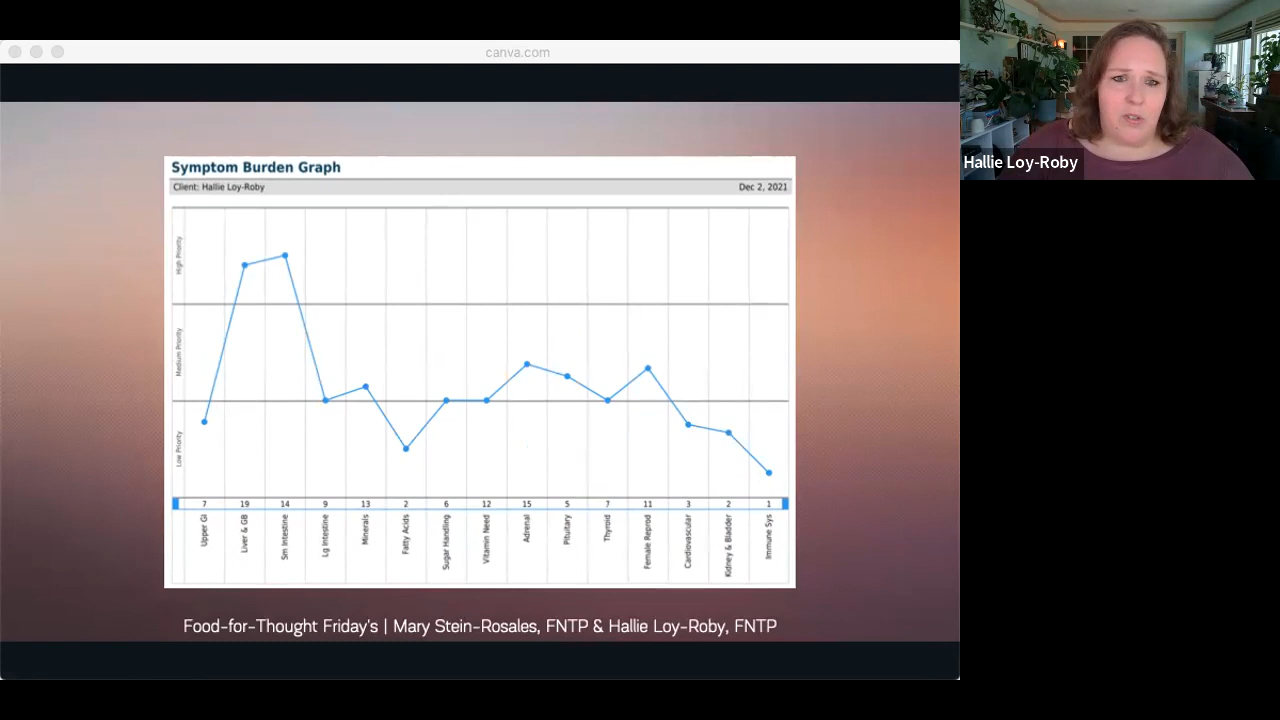 canva.com
Hallie Loy-Roby
Symptom Burden Graph
Client: Hallie Loy-Roby
Dec 2, 2021
High Priority
Medium Priority
Low Priority
7 19 14 9 13 2 6 12 15 5 7 11 3 2 1
Upper GI
Liver & GB
Sm Intestine
Lg Intestine
Minerals
Fatty Acids
Sugar Handling
Vitamin Need
Adrenal
Pituitary
Thyroid
Female Reprod
Cardiovascular
Kidney & Bladder
Immune Sys
Food-for-Thought Friday's | Mary Stein-Rosales, FNTP & Hallie Loy-Roby, FNTP